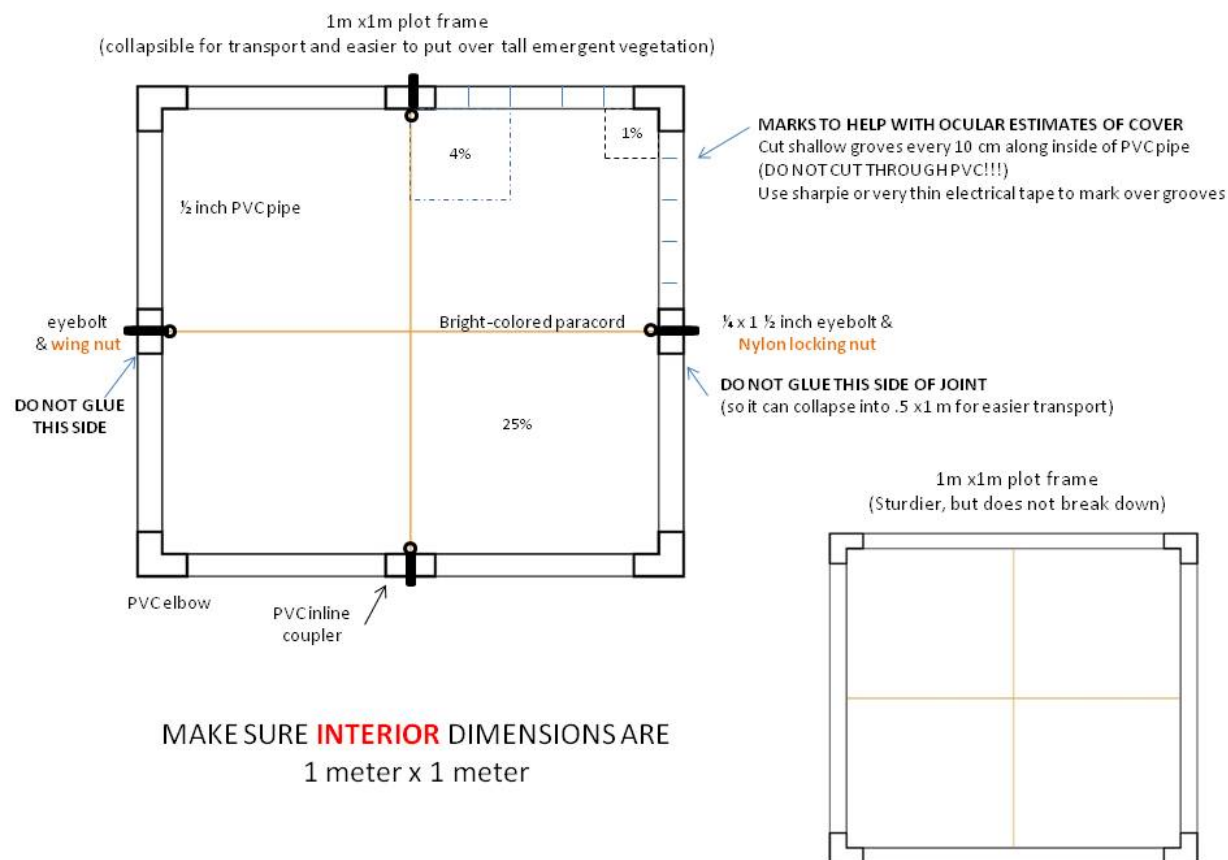 1m x1m plot frame
(collapsible for transport and easier to put over tall emergent vegetation)
1%
4%
MARKS TO HELP WITH OCULAR ESTIMATES OF COVER
Cut shallow groves every 10 cm along inside of PVC pipe
(DO NOT CUT THROUGH PVC!!!)
Use sharpie or very thin electrical tape to mark over grooves
½ inch PVC pipe
eyebolt
& wing nut
Bright-colored paracord
¼ x 1 ½ inch eyebolt &
Nylon locking nut
DO NOT GLUE
THIS SIDE
DO NOT GLUE THIS SIDE OF JOINT
(so it can collapse into .5 x1 m for easier transport)
25%
1m x1m plot frame
(Sturdier, but does not break down)
PVC elbow
PVC inline
coupler
MAKE SURE INTERIOR DIMENSIONS ARE
1 meter x 1 meter